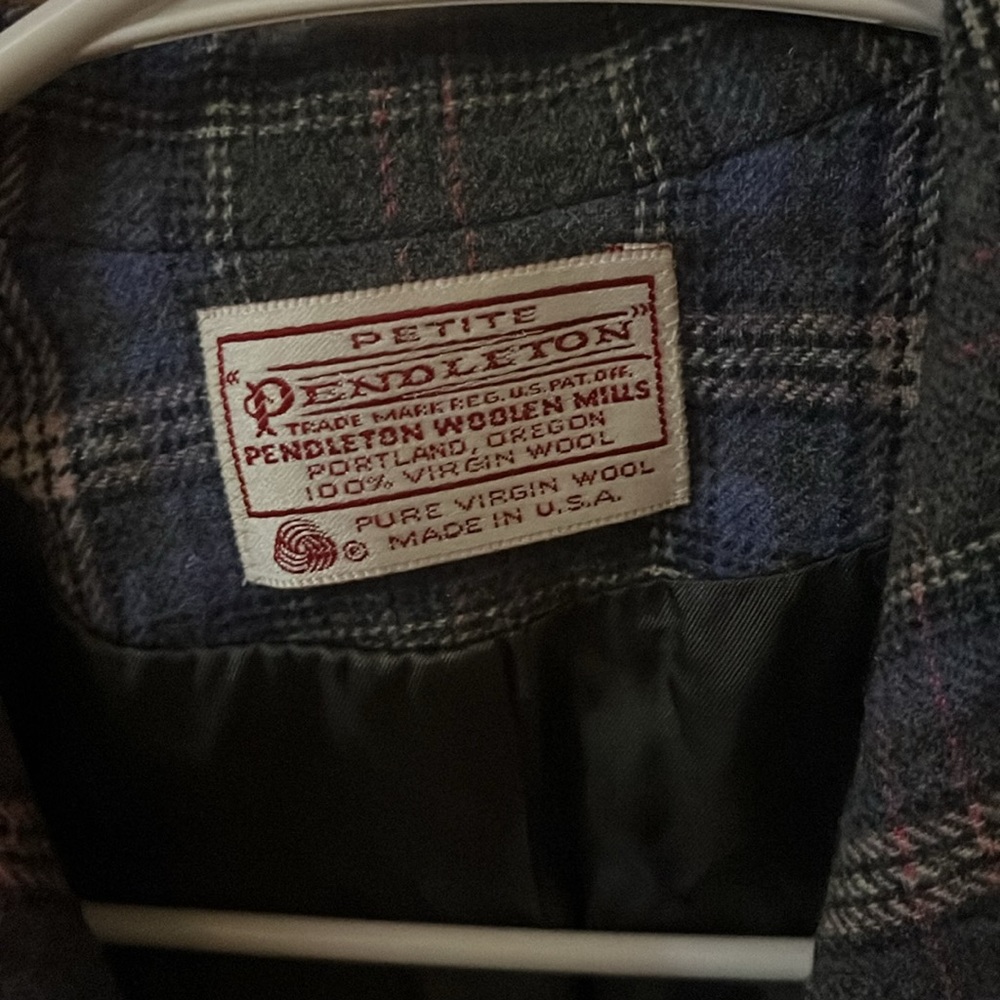 PETITE
"PENDLETON"
TRADE MARK REG. U.S. PAT. OFF.
PENDLETON WOOLEN MILLS
PORTLAND, OREGON
100% VIRGIN WOOL
PURE VIRGIN WOOL
© MADE IN U.S.A.